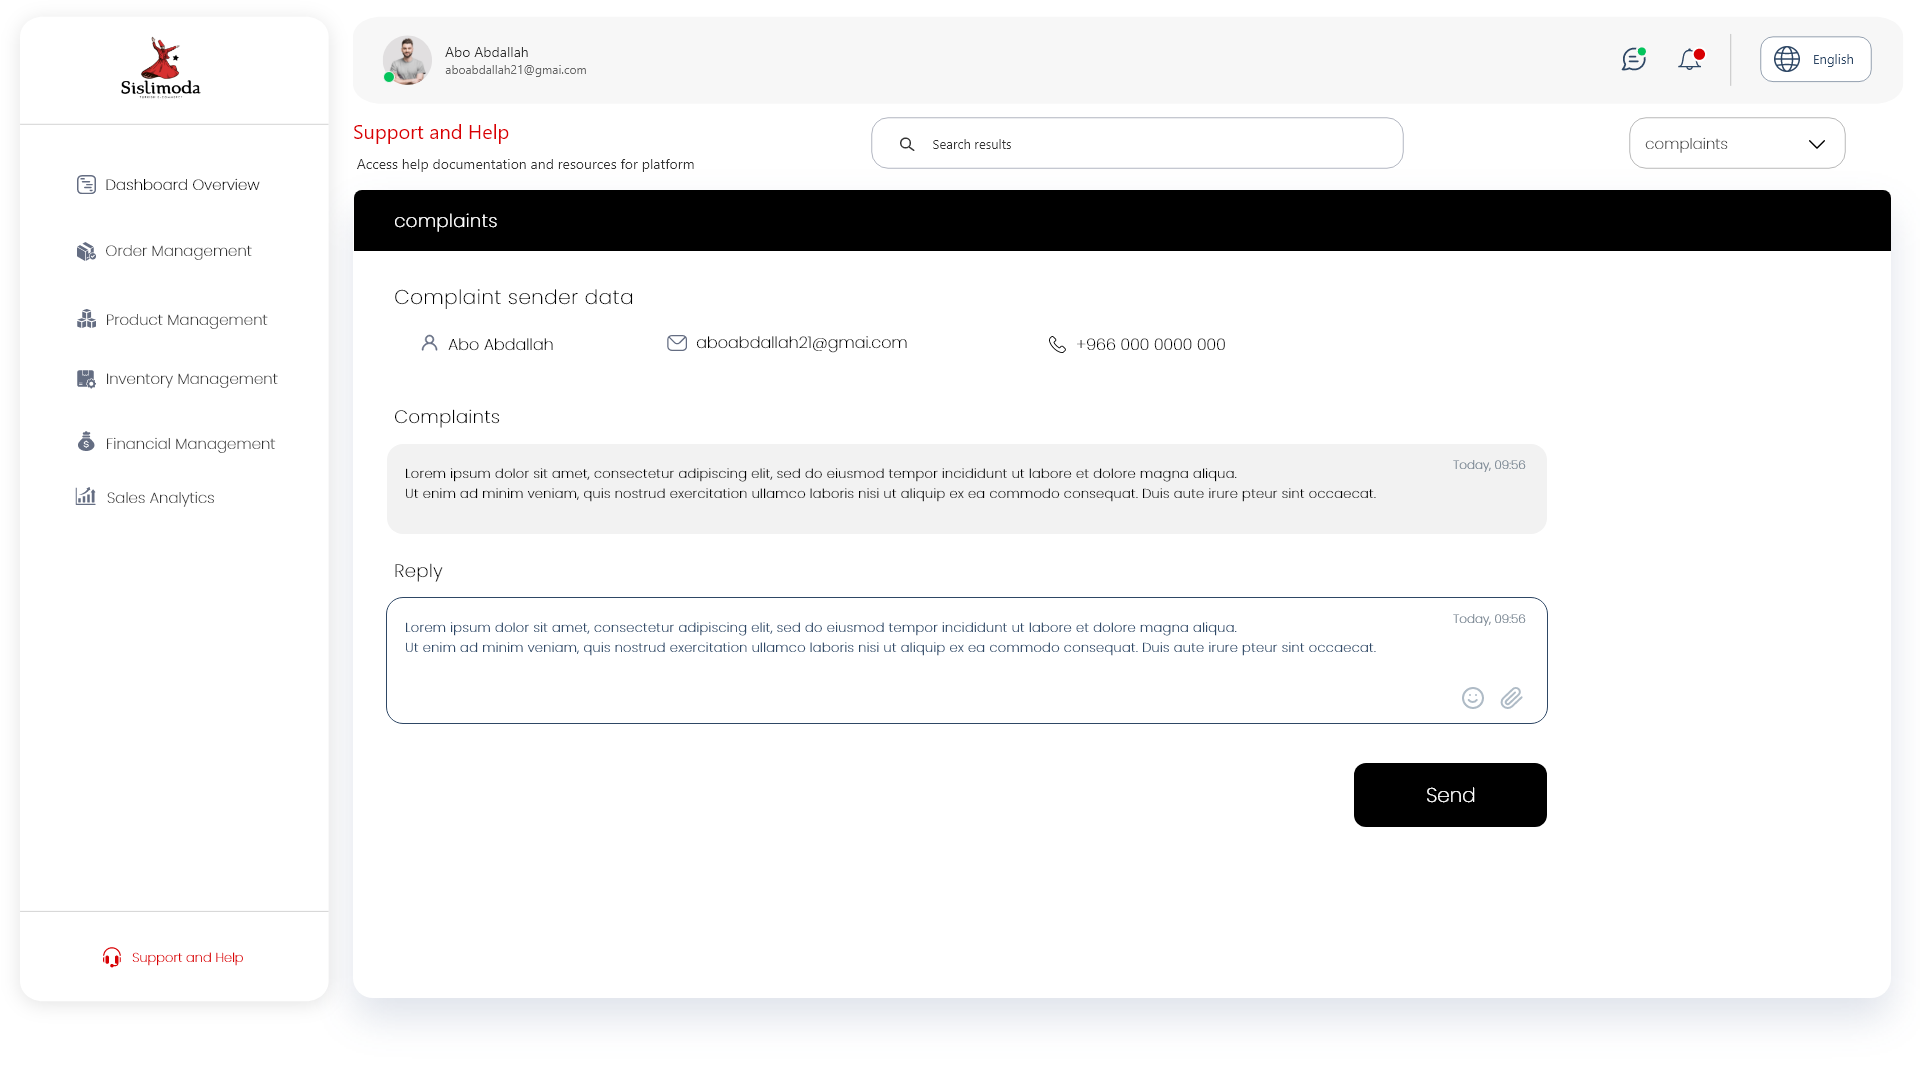 Sislimoda
Dashboard Overview
Order Management
Product Management
Inventory Management
Financial Management
Sales Analytics
Support and Help
Abo Abdallah
aboabdallah21@gmai.com
English
Support and Help
Access help documentation and resources for platform
Search results
complaints
complaints
Complaint sender data
Abo Abdallah
aboabdallah21@gmai.com
+966 000 0000 000
Complaints
Today, 09:56
Lorem ipsum dolor sit amet, consectetur adipiscing elit, sed do eiusmod tempor incididunt ut labore et dolore magna aliqua.
Ut enim ad minim veniam, quis nostrud exercitation ullamco laboris nisi ut aliquip ex ea commodo consequat. Duis aute irure pteur sint occaecat.
Reply
Today, 09:56
Lorem ipsum dolor sit amet, consectetur adipiscing elit, sed do eiusmod tempor incididunt ut labore et dolore magna aliqua.
Ut enim ad minim veniam, quis nostrud exercitation ullamco laboris nisi ut aliquip ex ea commodo consequat. Duis aute irure pteur sint occaecat.
Send